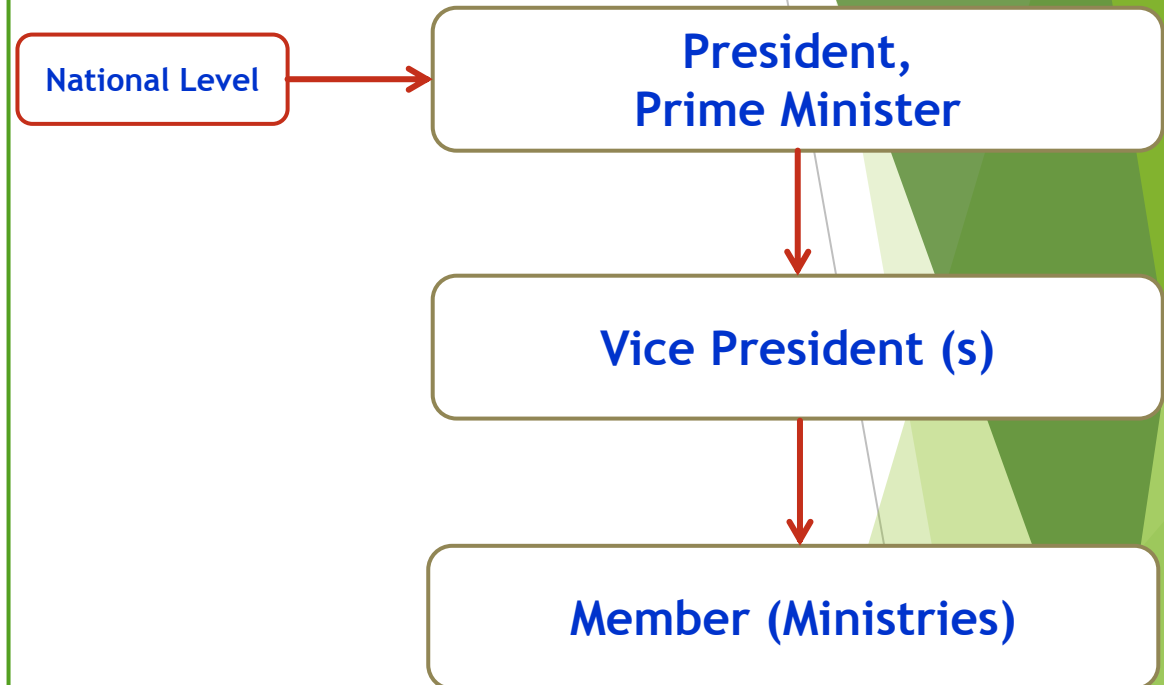 National Level
President,
Prime Minister
Vice President (s)
Member (Ministries)